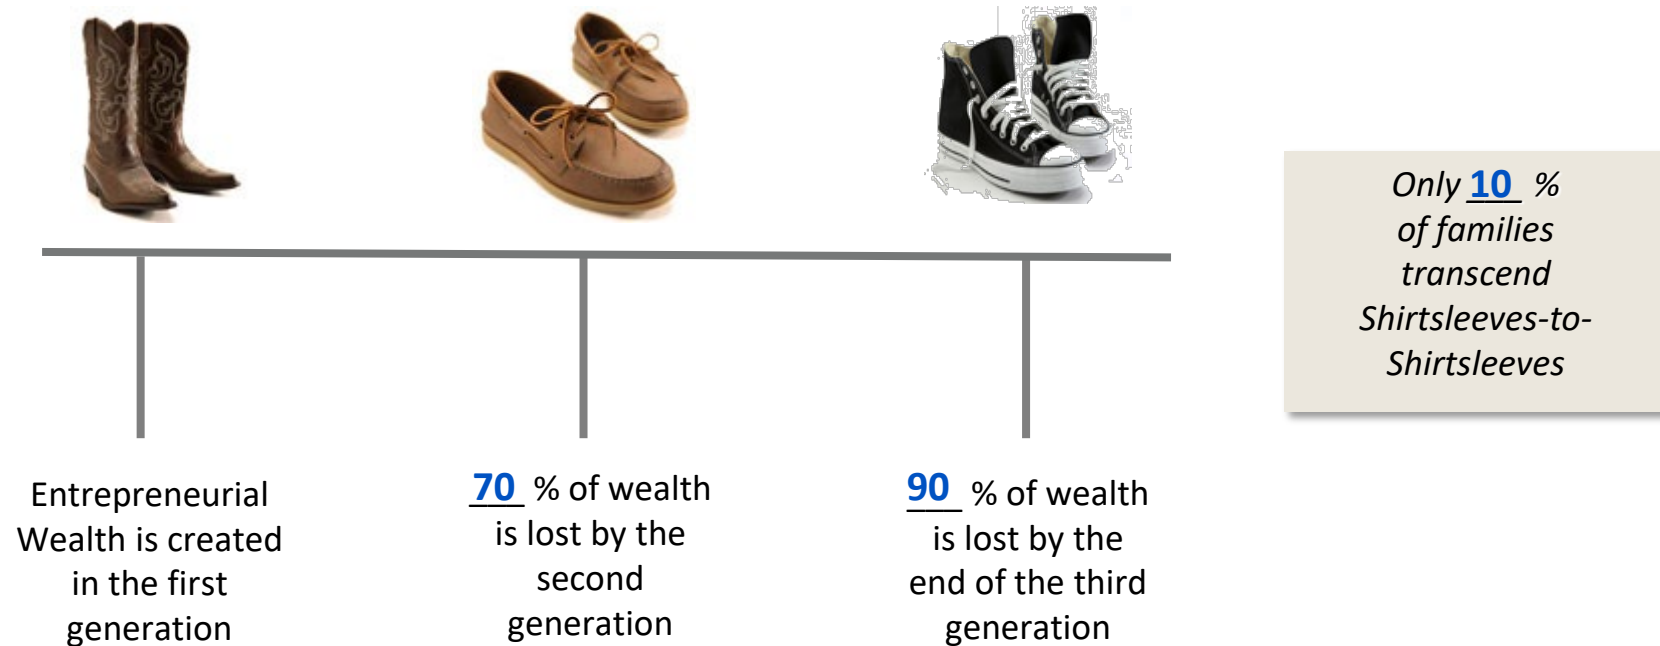 Only 10 %
of families
transcend
Shirtsleeves-to-
Shirtsleeves
Entrepreneurial
Wealth is created
in the first
generation
70 % of wealth
is lost by the
second
generation
90 % of wealth
is lost by the
end of the third
generation